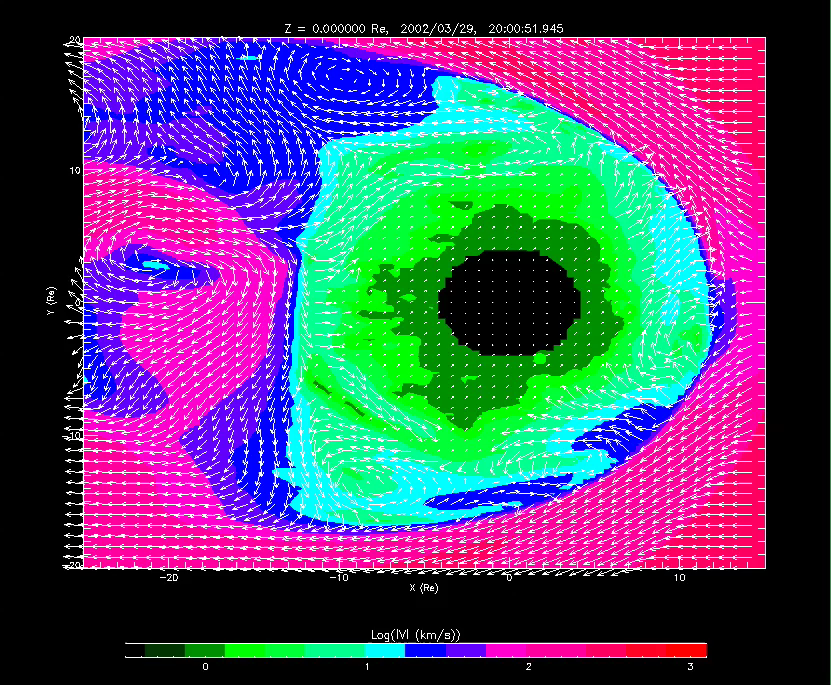 Z = 0.000000 Re, 2002/03/29, 20:00:51.945
20
10
0
-10
-20
Y (Re)
-20 -10 0 10
X (Re)
Log(|V| (km/s))
0 1 2 3